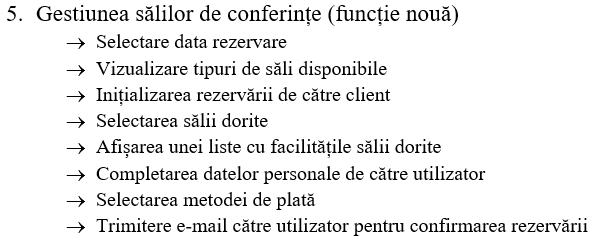 5. Gestiunea sălilor de conferințe (funcție nouă)
→ Selectare data rezervare
→ Vizualizare tipuri de săli disponibile
→ Inițializarea rezervării de către client
→ Selectarea sălii dorite
→ Afișarea unei liste cu facilitățile sălii dorite
→ Completarea datelor personale de către utilizator
→ Selectarea metodei de plată
→ Trimitere e-mail către utilizator pentru confirmarea rezervării